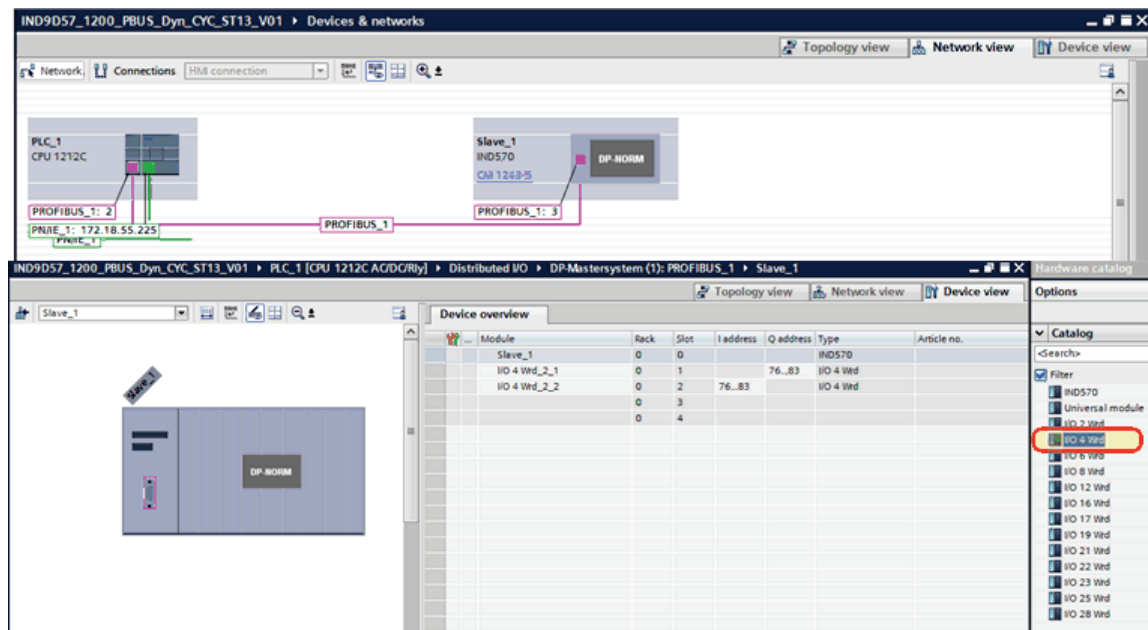 IND9D57_1200_PBUS_Dyn_CYC_ST13_V01 ▸ Devices & networks
Topology view Network view Device view
Network Connections HMI connection
PLC_1
CPU 1212C
Slave_1
IND570
DP-NORM
CM 1243-5
PROFIBUS_1: 2
PROFIBUS_1: 3
PN/IE_1: 172.18.55.225
PROFIBUS_1
PN/IE_1
IND9D57_1200_PBUS_Dyn_CYC_ST13_V01 ▸ PLC_1 [CPU 1212C AC/DC/Rly] ▸ Distributed I/O ▸ DP-Mastersystem (1): PROFIBUS_1 ▸ Slave_1
Hardware catalog
Topology view Network view Device view
Options
Slave_1
Device overview
Catalog
... Module Rack Slot I address Q address Type Article no.
<Search>
Slave_1 0 0 IND570
I/O 4 Wrd_2_1 0 1 76...83 I/O 4 Wrd
Filter
I/O 4 Wrd_2_2 0 2 76...83 I/O 4 Wrd
0 3
0 4
Slave_1
DP-NORM
IND570
Universal module
I/O 2 Wrd
I/O 4 Wrd
I/O 6 Wrd
I/O 8 Wrd
I/O 12 Wrd
I/O 16 Wrd
I/O 17 Wrd
I/O 19 Wrd
I/O 21 Wrd
I/O 22 Wrd
I/O 23 Wrd
I/O 25 Wrd
I/O 28 Wrd